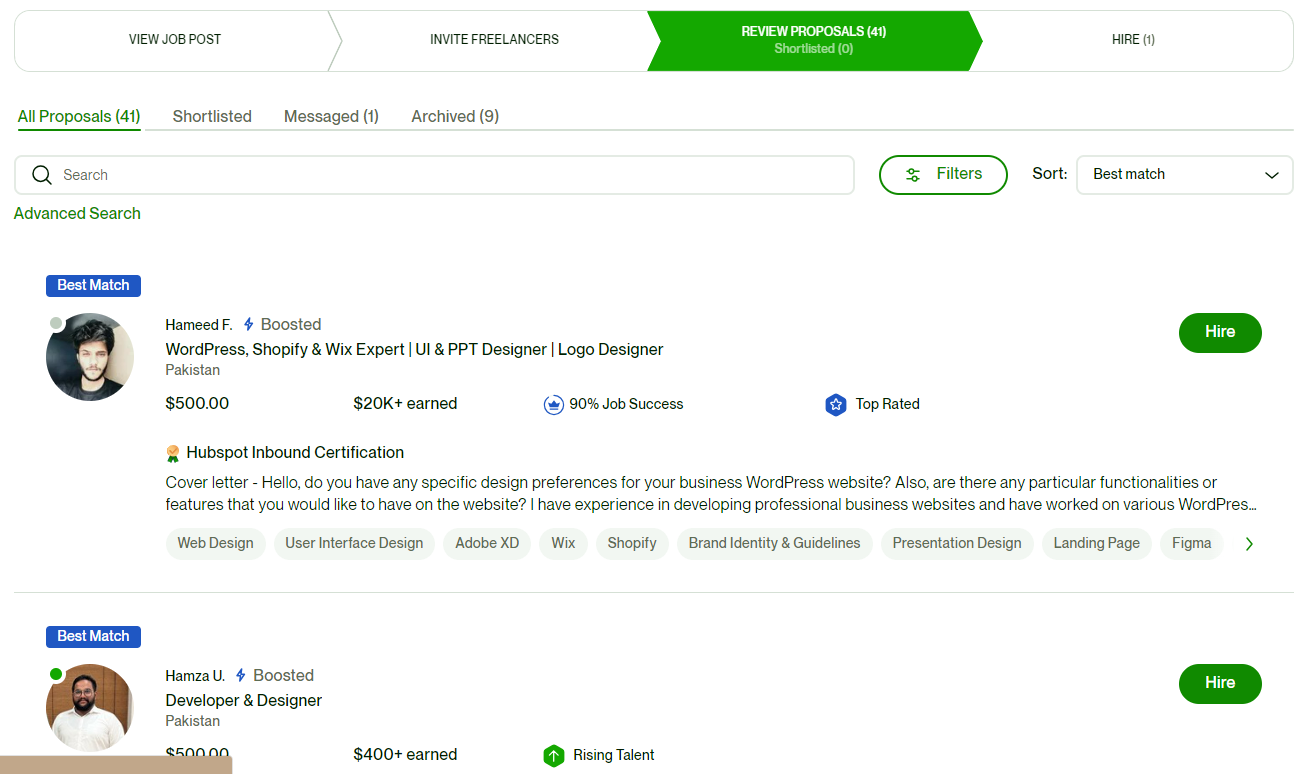 VIEW JOB POST
INVITE FREELANCERS
REVIEW PROPOSALS (41)
Shortlisted (0)
HIRE (1)
All Proposals (41)
Shortlisted
Messaged (1)
Archived (9)
Search
Filters
Sort:
Best match
Advanced Search
Best Match
Hameed F.
Boosted
Hire
WordPress, Shopify & Wix Expert | UI & PPT Designer | Logo Designer
Pakistan
$500.00
$20K+ earned
90% Job Success
Top Rated
Hubspot Inbound Certification
Cover letter - Hello, do you have any specific design preferences for your business WordPress website? Also, are there any particular functionalities or
features that you would like to have on the website? I have experience in developing professional business websites and have worked on various WordPres...
Web Design
User Interface Design
Adobe XD
Wix
Shopify
Brand Identity & Guidelines
Presentation Design
Landing Page
Figma
Best Match
Hamza U.
Boosted
Hire
Developer & Designer
Pakistan
$500.00
$400+ earned
Rising Talent